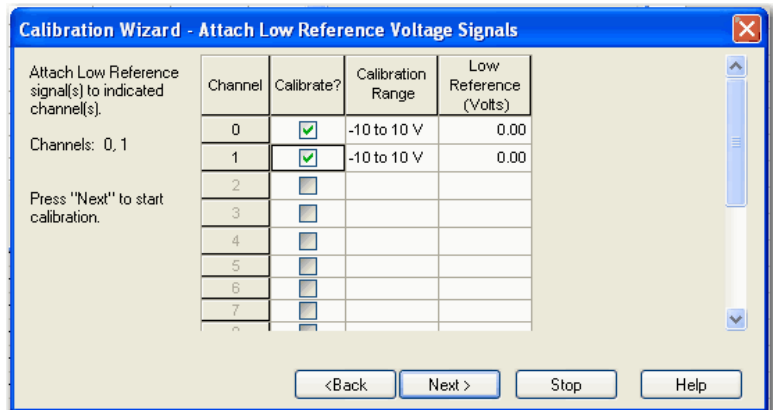 Calibration Wizard - Attach Low Reference Voltage Signals
Attach Low Reference
signal(s) to indicated
channel(s).
Channels: 0, 1
Press "Next" to start
calibration.
Channel Calibrate? Calibration Range Low Reference (Volts)
0 -10 to 10 V 0.00
1 -10 to 10 V 0.00
2
3
4
5
6
7
<Back Next > Stop Help